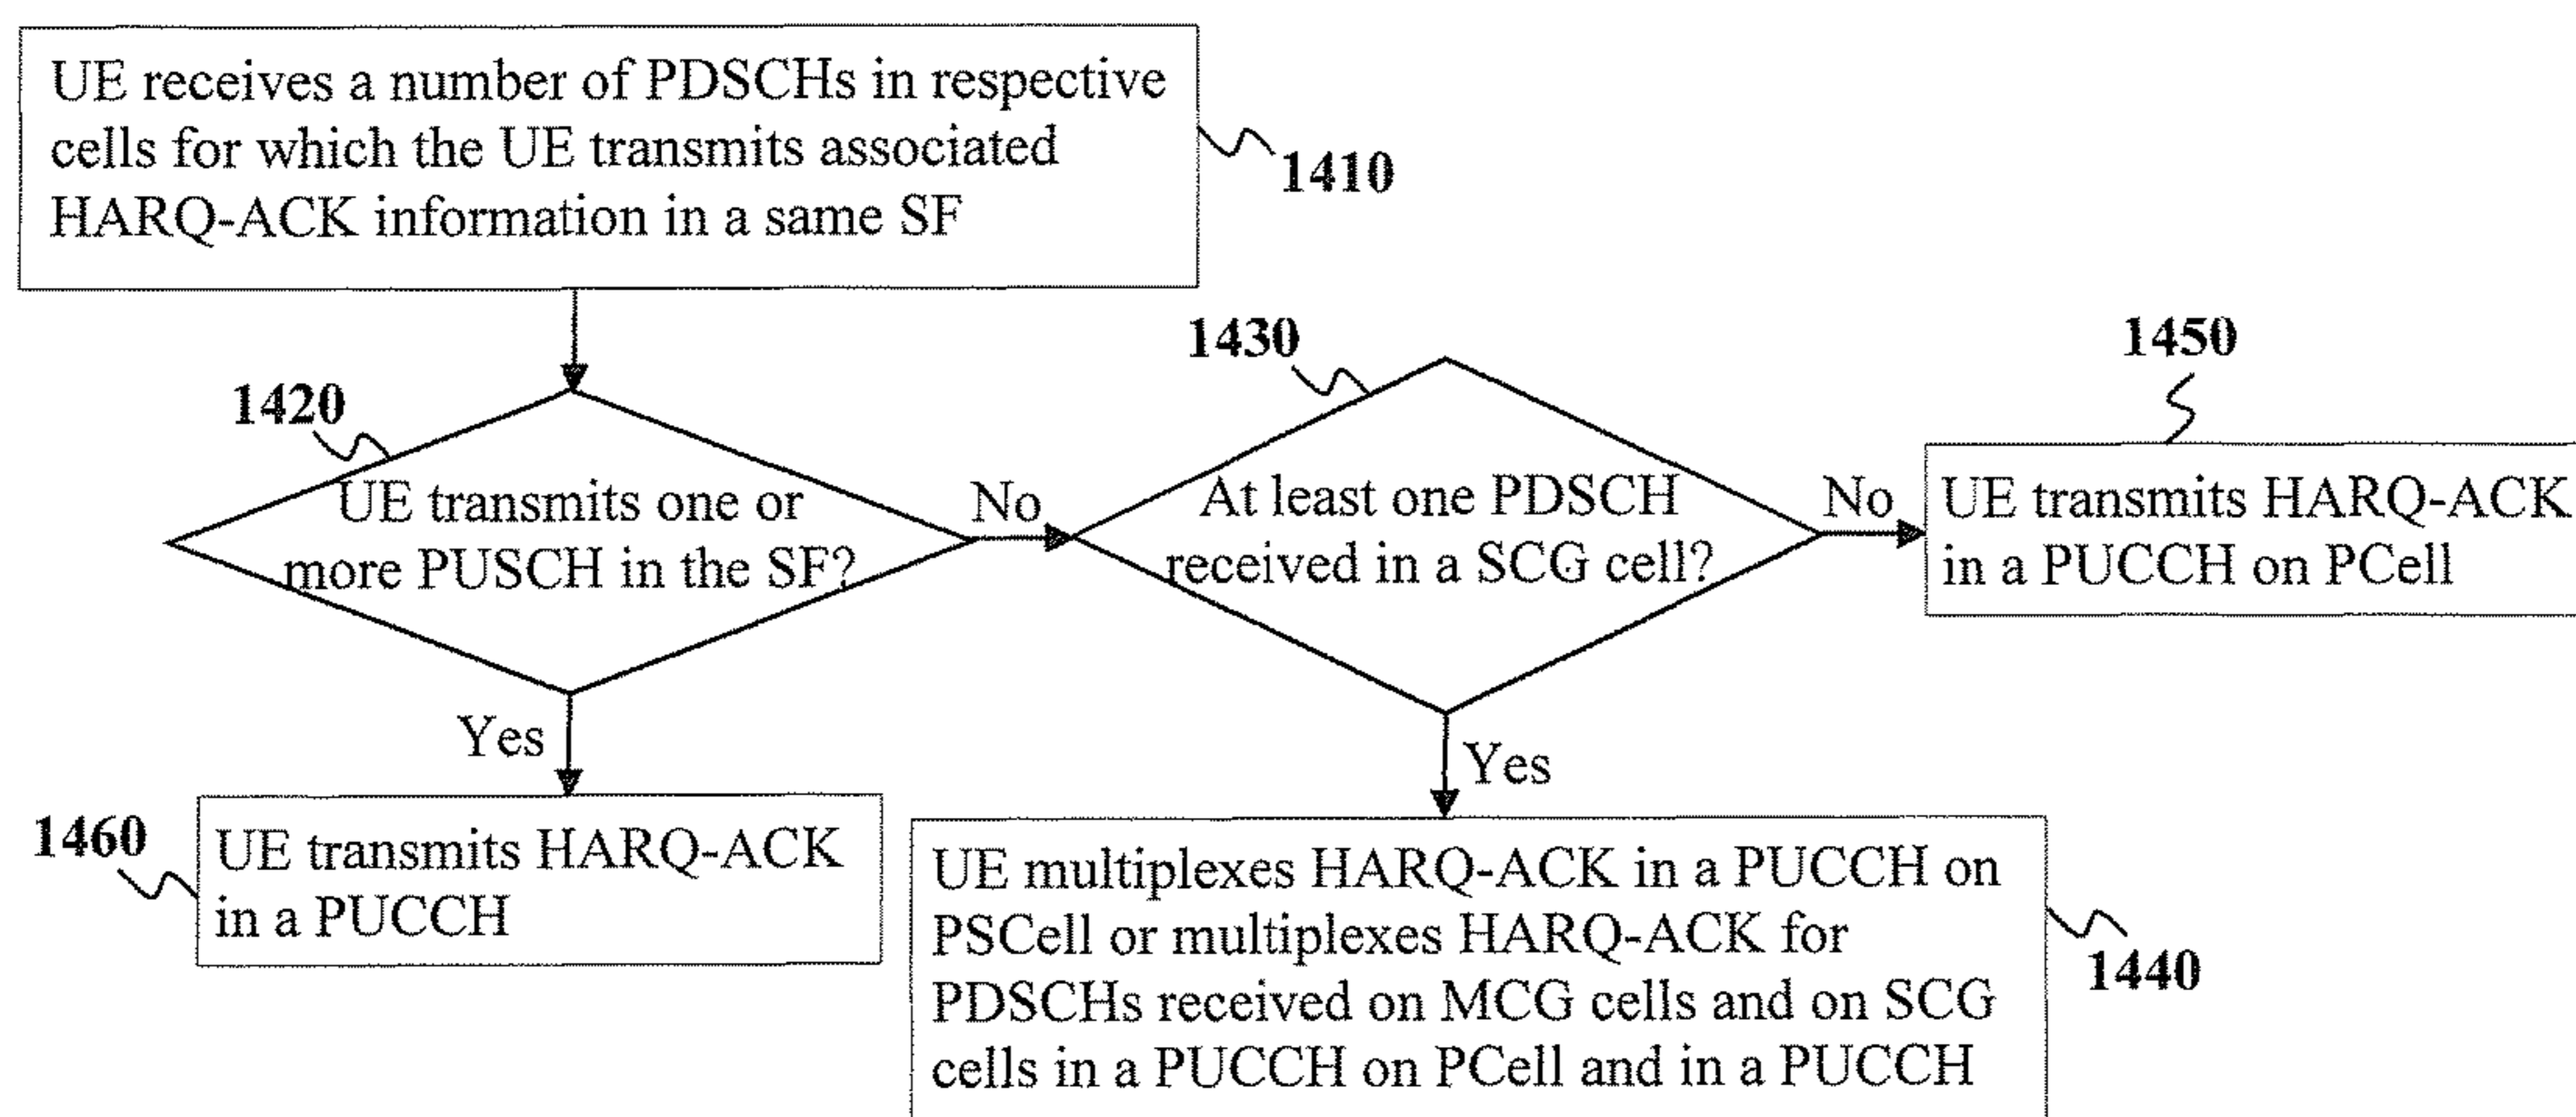 UE receives a number of PDSCHs in respective
cells for which the UE transmits associated
HARQ-ACK information in a same SF
1410
1420
UE transmits one or
more PUSCH in the SF?
No
Yes
1430
At least one PDSCH
received in a SCG cell?
No
Yes
1450
UE transmits HARQ-ACK
in a PUCCH on PCell
1460
UE transmits HARQ-ACK
in a PUCCH
UE multiplexes HARQ-ACK in a PUCCH on
PSCell or multiplexes HARQ-ACK for
PDSCHs received on MCG cells and on SCG
cells in a PUCCH on PCell and in a PUCCH
1440